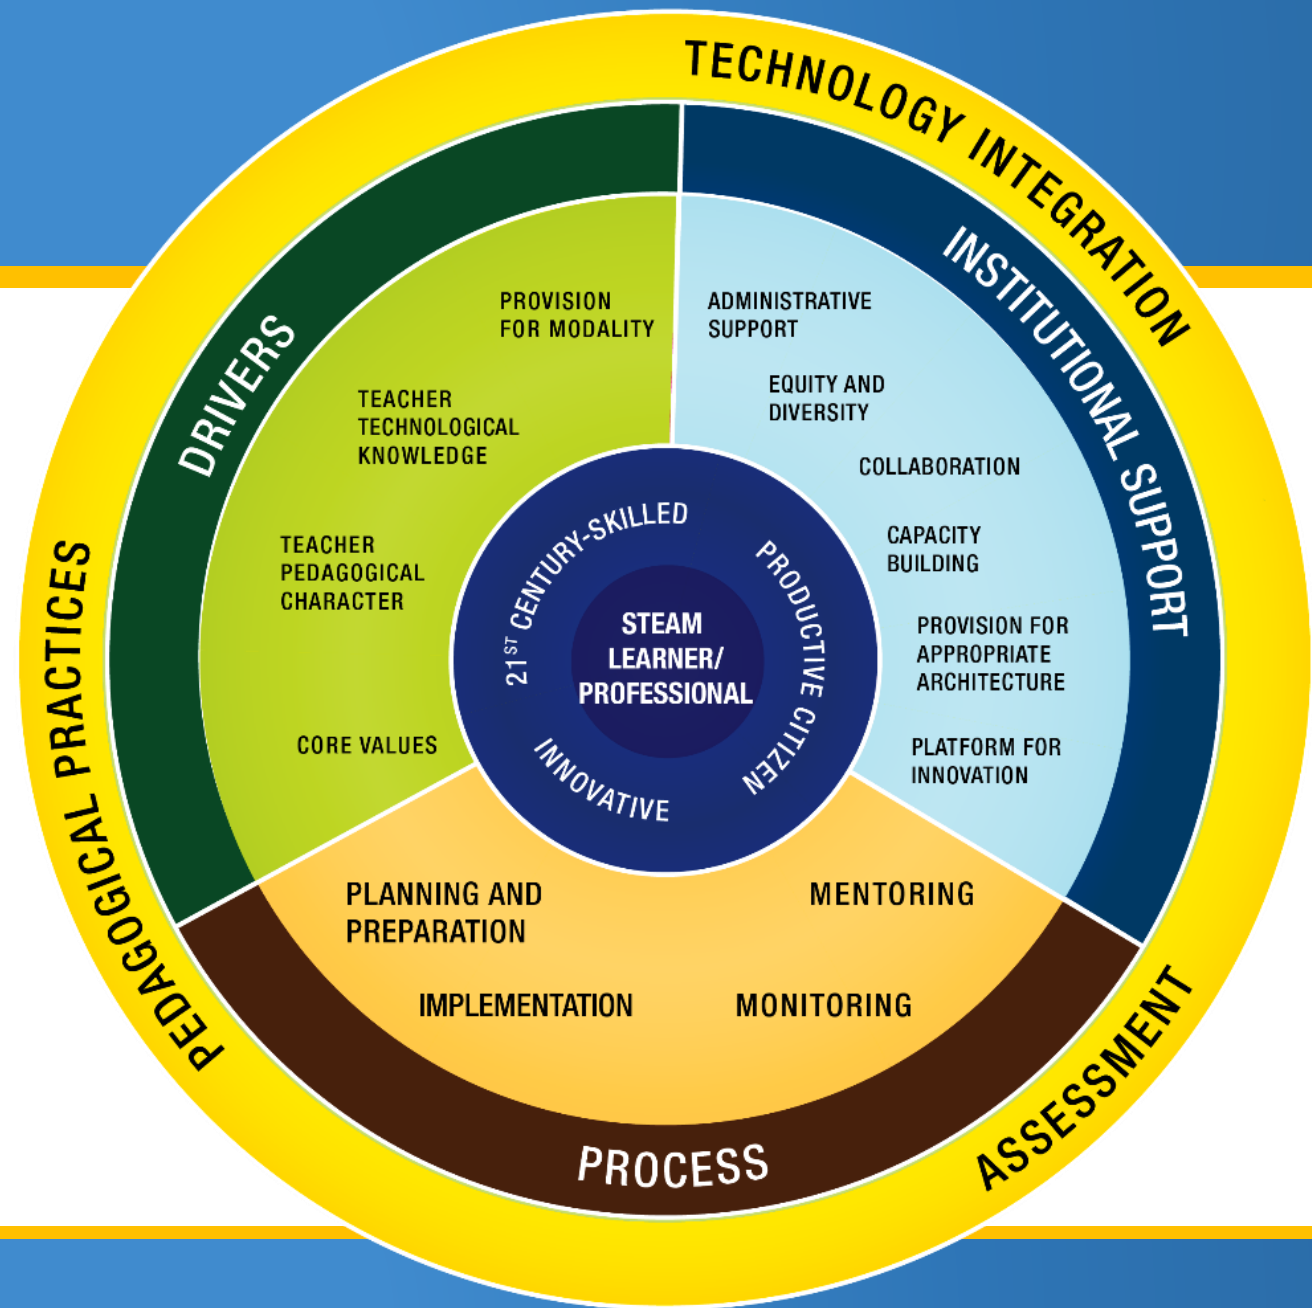 TECHNOLOGY INTEGRATION
PEDAGOGICAL PRACTICES
ASSESSMENT
DRIVERS
PROVISION
FOR MODALITY
TEACHER
TECHNOLOGICAL
KNOWLEDGE
TEACHER
PEDAGOGICAL
CHARACTER
CORE VALUES
INSTITUTIONAL SUPPORT
ADMINISTRATIVE
SUPPORT
EQUITY AND
DIVERSITY
COLLABORATION
CAPACITY
BUILDING
PROVISION FOR
APPROPRIATE
ARCHITECTURE
PLATFORM FOR
INNOVATION
PROCESS
PLANNING AND
PREPARATION
IMPLEMENTATION
MENTORING
MONITORING
21ST CENTURY-SKILLED
PRODUCTIVE CITIZEN
INNOVATIVE
STEAM
LEARNER/
PROFESSIONAL